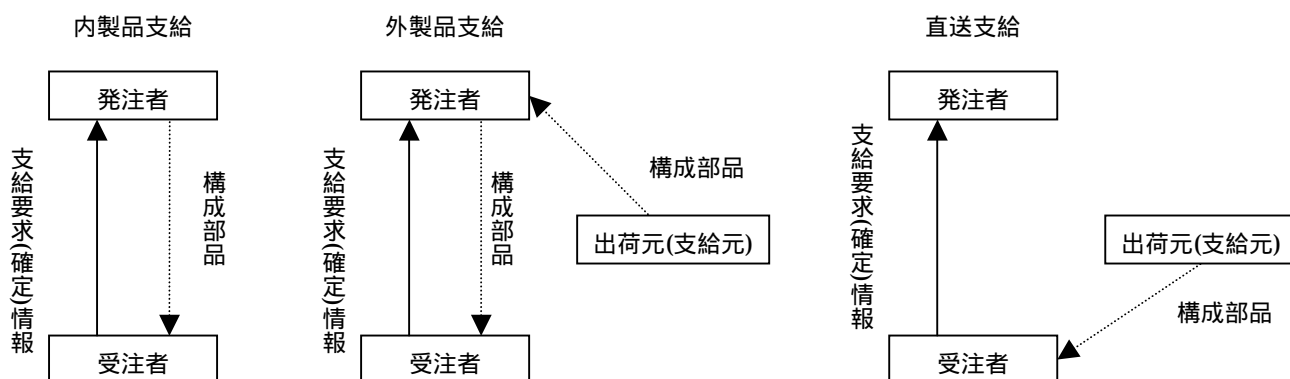 内製品支給
発注者
支給要求(確定)情報
構成部品
受注者
外製品支給
発注者
支給要求(確定)情報
構成部品
構成部品
出荷元(支給元)
受注者
直送支給
発注者
支給要求(確定)情報
出荷元(支給元)
構成部品
受注者